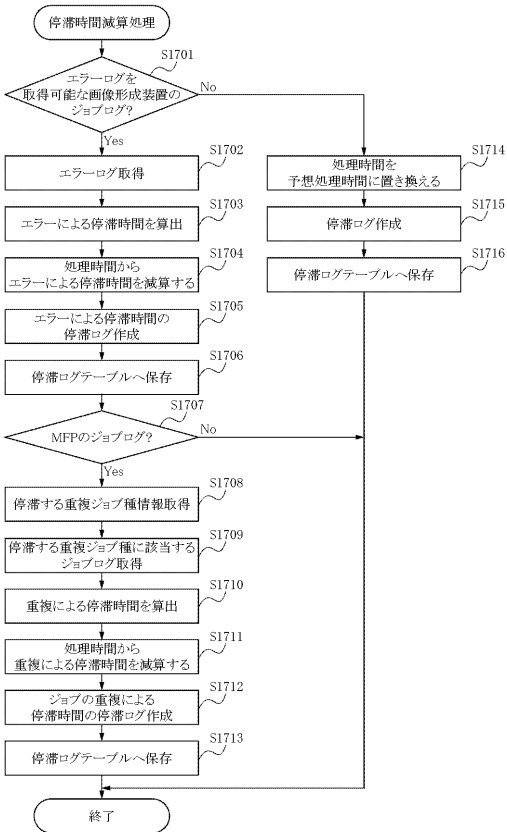 停滞時間減算処理
S1701
エラーログを
取得可能な画像形成装置の
ジョブログ?
No
Yes
S1702
エラーログ取得
S1703
エラーによる停滞時間を算出
S1704
処理時間から
エラーによる停滞時間を減算する
S1705
エラーによる停滞時間の
停滞ログ作成
S1706
停滞ログテーブルへ保存
S1707
MFPのジョブログ?
No
Yes
S1708
停滞する重複ジョブ種情報取得
S1709
停滞する重複ジョブ種に該当する
ジョブログ取得
S1710
重複による停滞時間を算出
S1711
処理時間から
重複による停滞時間を減算する
S1712
ジョブの重複による
停滞時間の停滞ログ作成
S1713
停滞ログテーブルへ保存
S1714
処理時間を
予想処理時間に置き換える
S1715
停滞ログ作成
S1716
停滞ログテーブルへ保存
終了